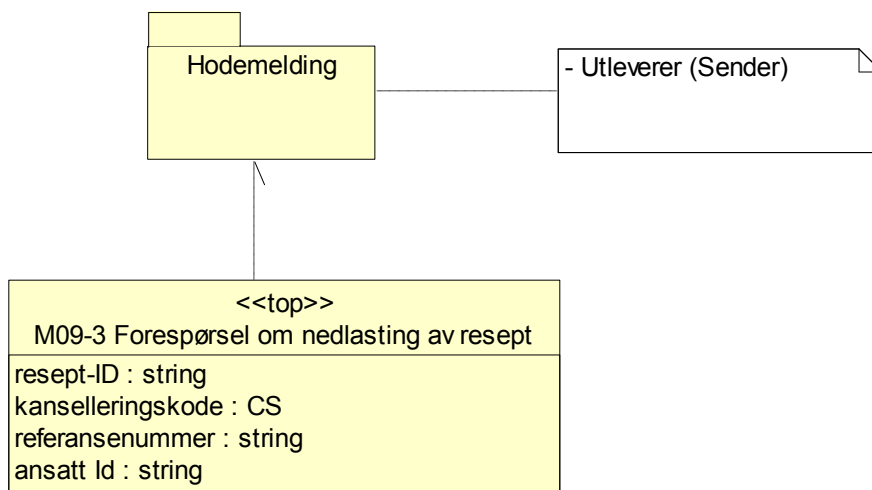 Hodemelding
- Utleverer (Sender)
<<top>>
M09-3 Forespørsel om nedlasting av resept
resept-ID : string
kanselleringskode : CS
referansenummer : string
ansatt Id : string